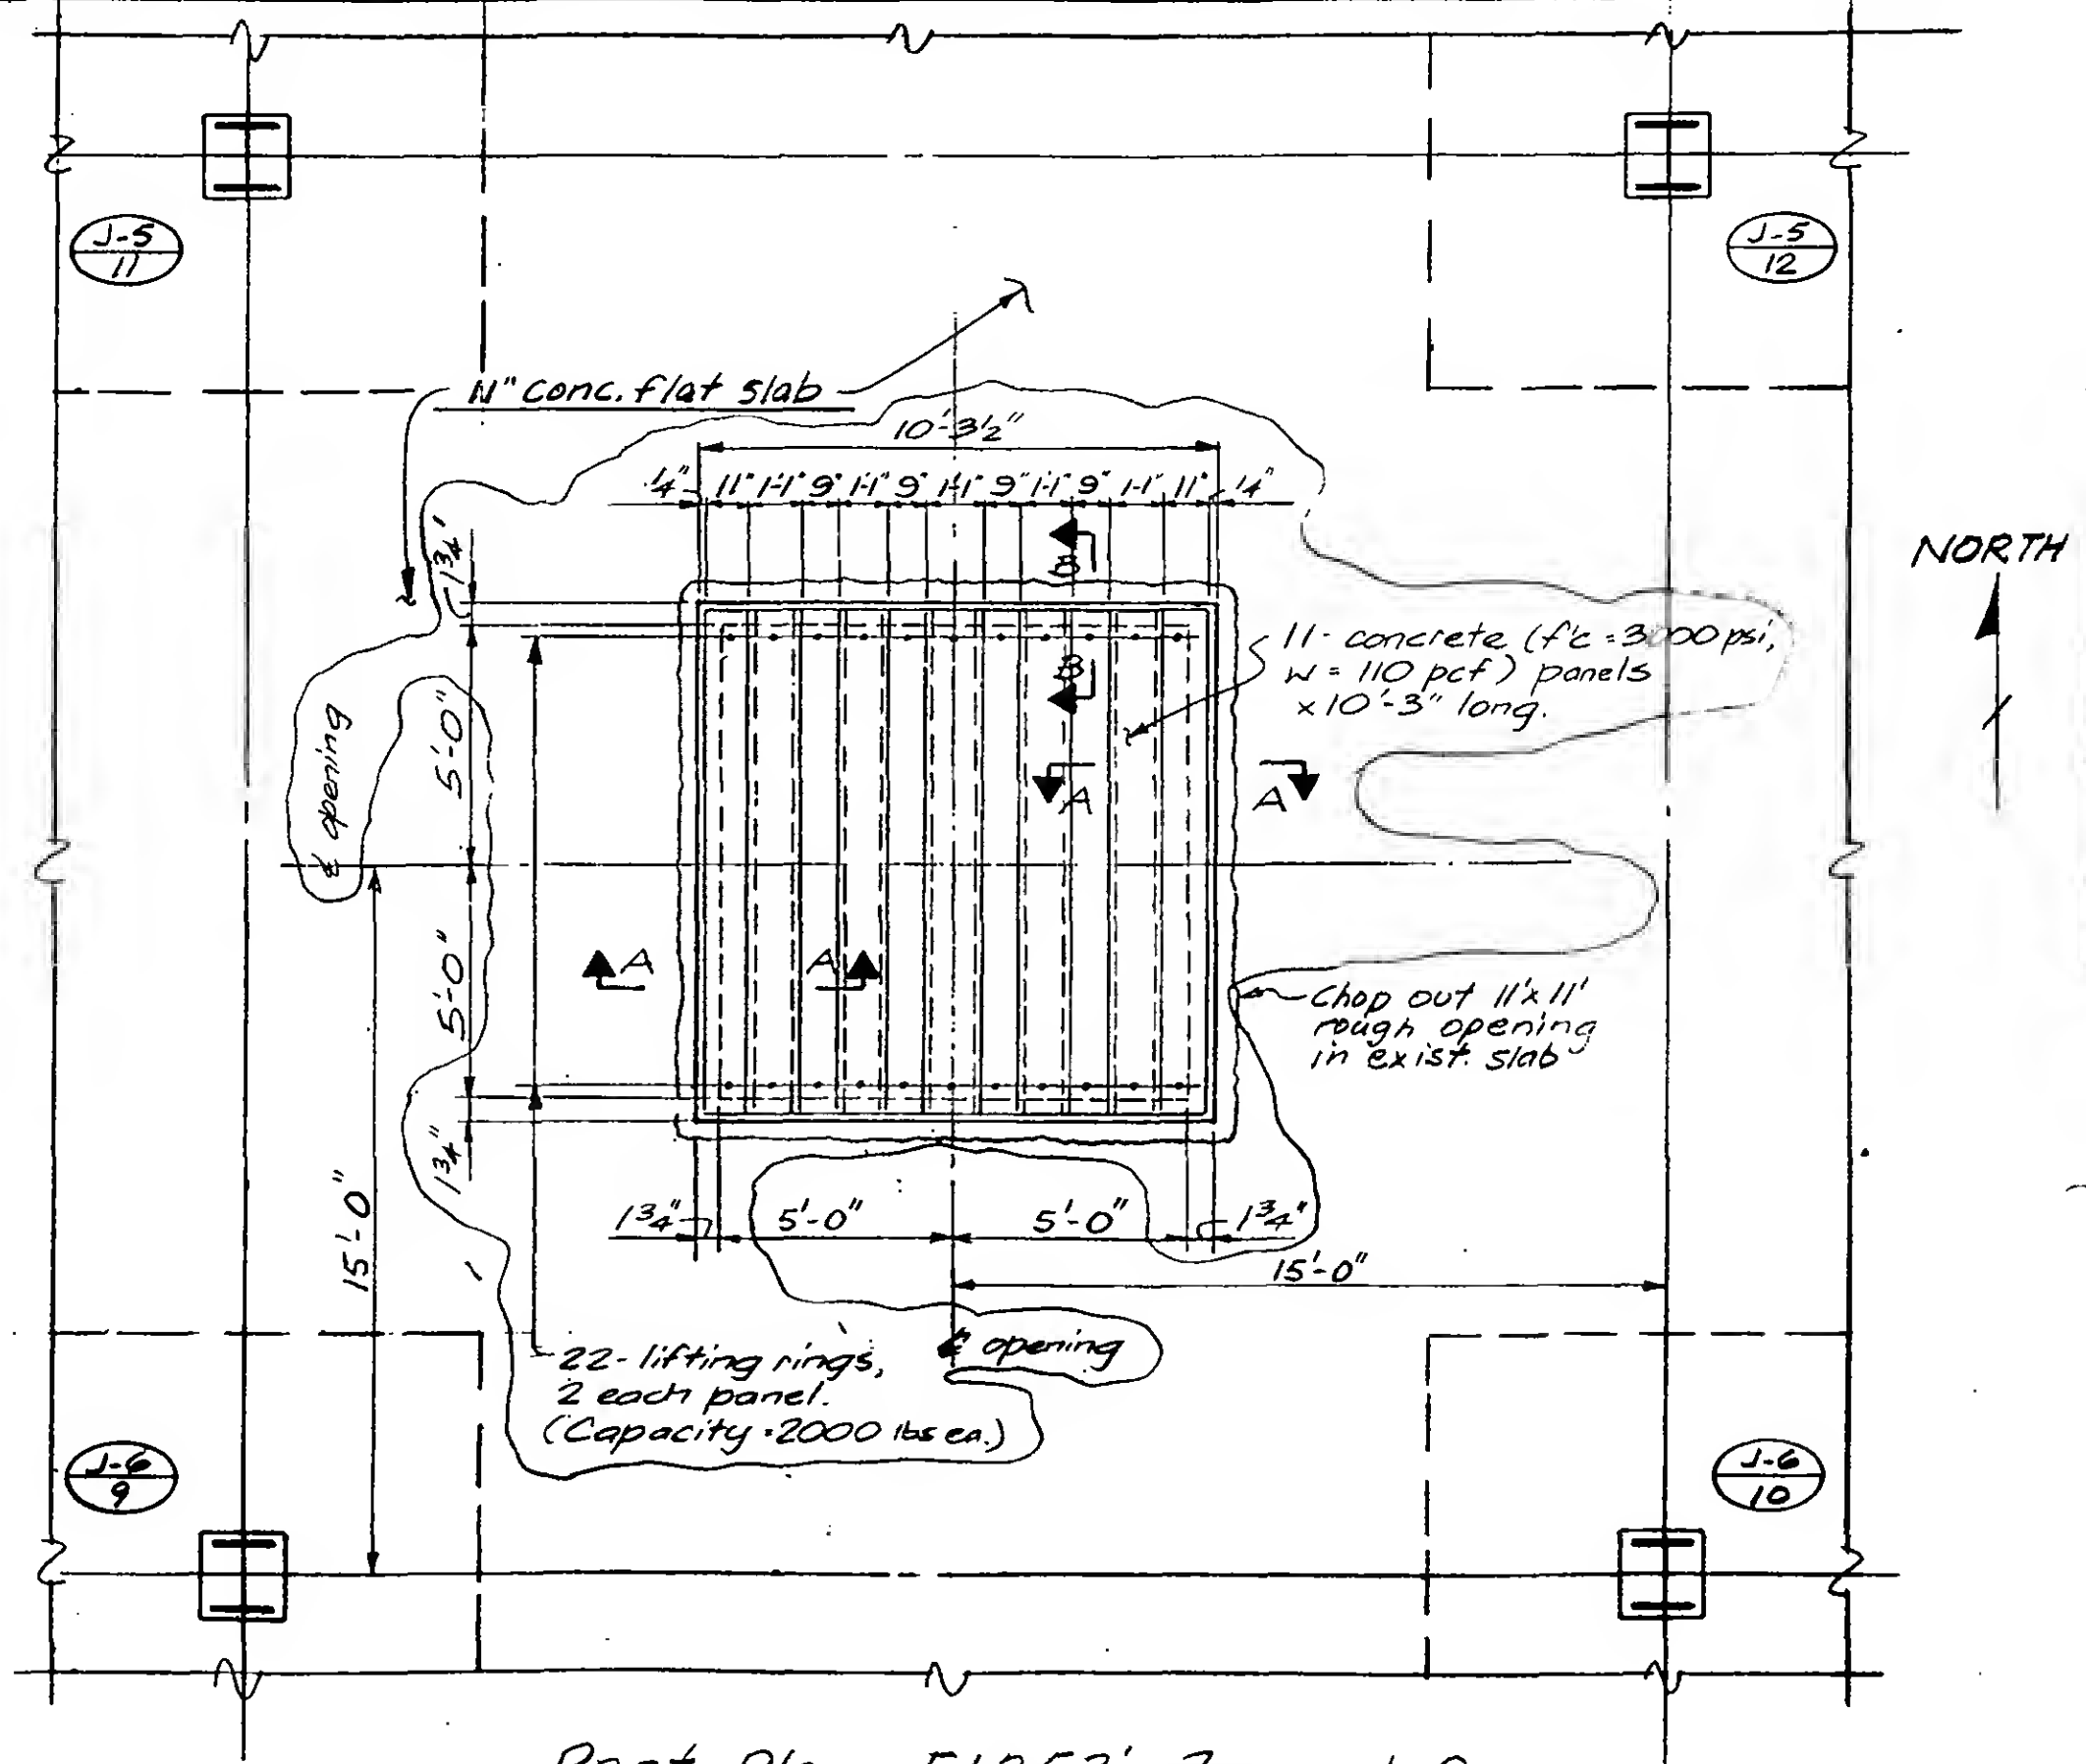 J-5
11
J-5
12
11" conc. flat slab
10'-3½"
¼" 11" 1'-1" 9" 1'-1" 9" 1'-1" 9" 1'-1" 9" 1'-1" 11" ¼"
NORTH
1¾"
B
11- concrete (f'c = 3000 psi,
w = 110 pcf) panels
x 10'-3" long.
B
5'-0"
℄ opening
A
A
5'-0"
A
A
Chop out 11'x11'
rough opening
in exist. slab
1¾"
15'-0"
1¾"
5'-0"
5'-0"
1¾"
15'-0"
22- lifting rings,
2 each panel.
(Capacity = 2000 lbs ea.)
℄ opening
J-6
9
J-6
10